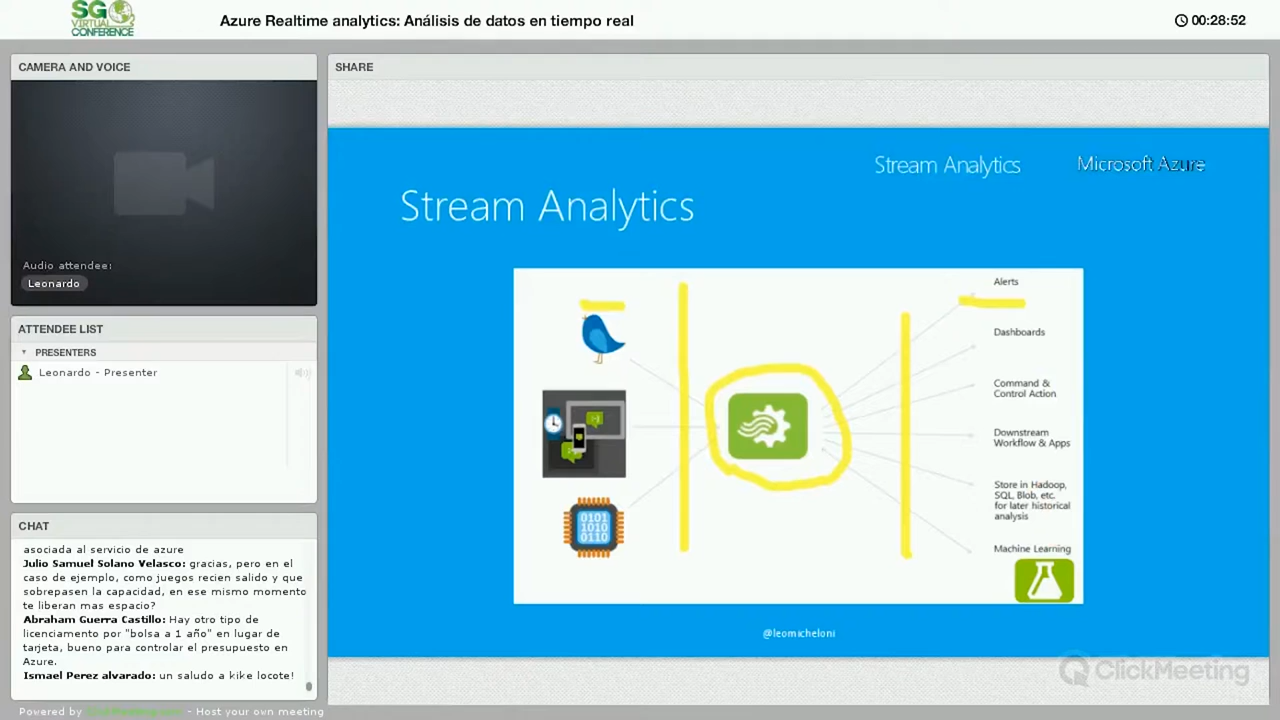 SG
VIRTUAL
CONFERENCE
Azure Realtime analytics: Análisis de datos en tiempo real
00:28:52
CAMERA AND VOICE
Audio attendee:
Leonardo
ATTENDEE LIST
PRESENTERS
Leonardo - Presenter
CHAT
asociada al servicio de azure
Julio Samuel Solano Velasco: gracias, pero en el
caso de ejemplo, como juegos recien salido y que
sobrepasen la capacidad, en ese mismo momento
te liberan mas espacio?
Abraham Guerra Castillo: Hay otro tipo de
licenciamento por "bolsa a 1 año" en lugar de
tarjeta, bueno para controlar el presupuesto en
Azure.
Ismael Perez alvarado: un saludo a kike locote!
Powered by ClickMeeting.com - Host your own meeting
SHARE
Stream Analytics
Microsoft Azure
Stream Analytics
Alerts
Dashboards
Command &
Control Action
Downstream
Workflow & Apps
Store in Hadoop,
SQL, Blob, etc.
for later historical
analysis
Machine Learning
0101
1010
0110
@leomicheloni
ClickMeeting